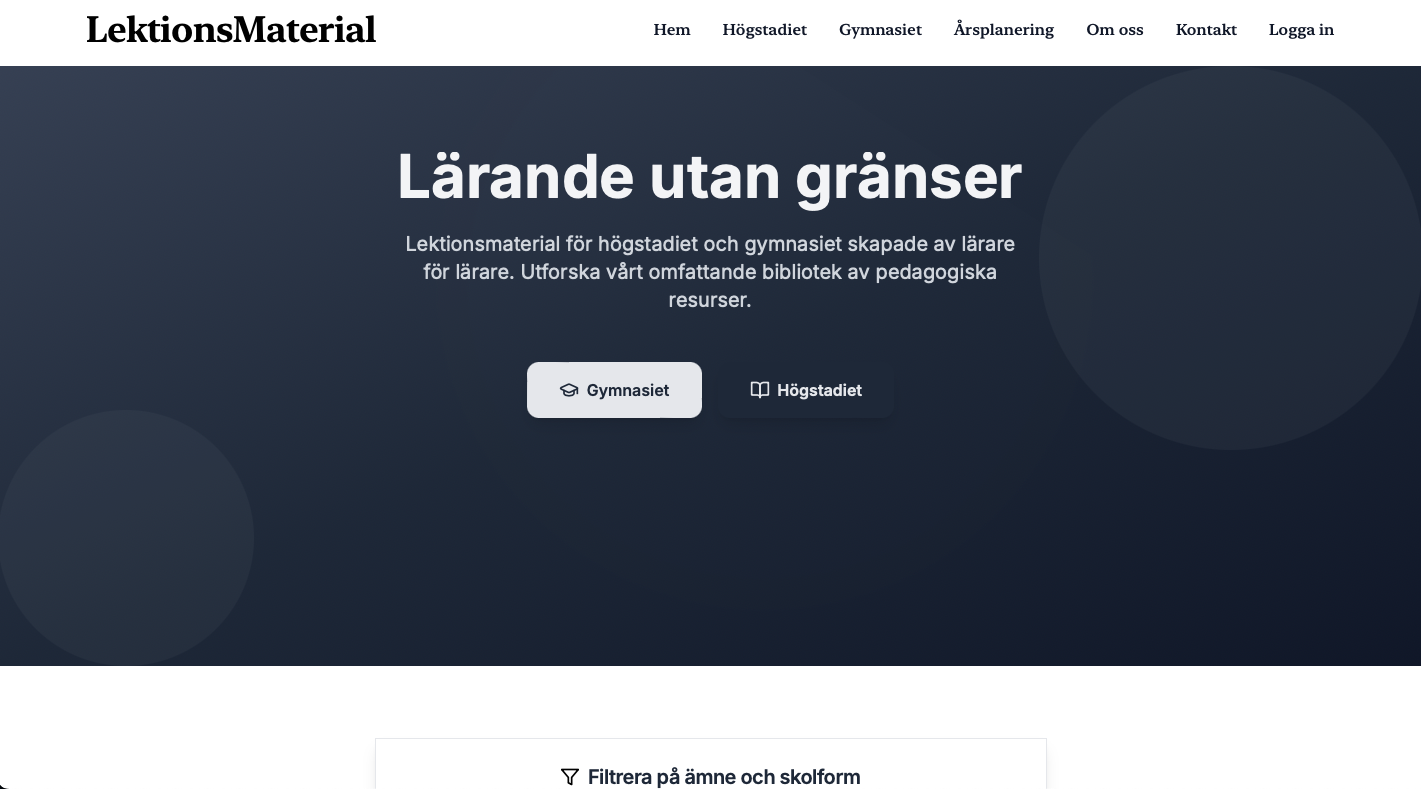 LektionsMaterial
Hem Högstadiet Gymnasiet Årsplanering Om oss Kontakt Logga in
Lärande utan gränser
Lektionsmaterial för högstadiet och gymnasiet skapade av lärare
för lärare. Utforska vårt omfattande bibliotek av pedagogiska
resurser.
Gymnasiet Högstadiet
Filtrera på ämne och skolform